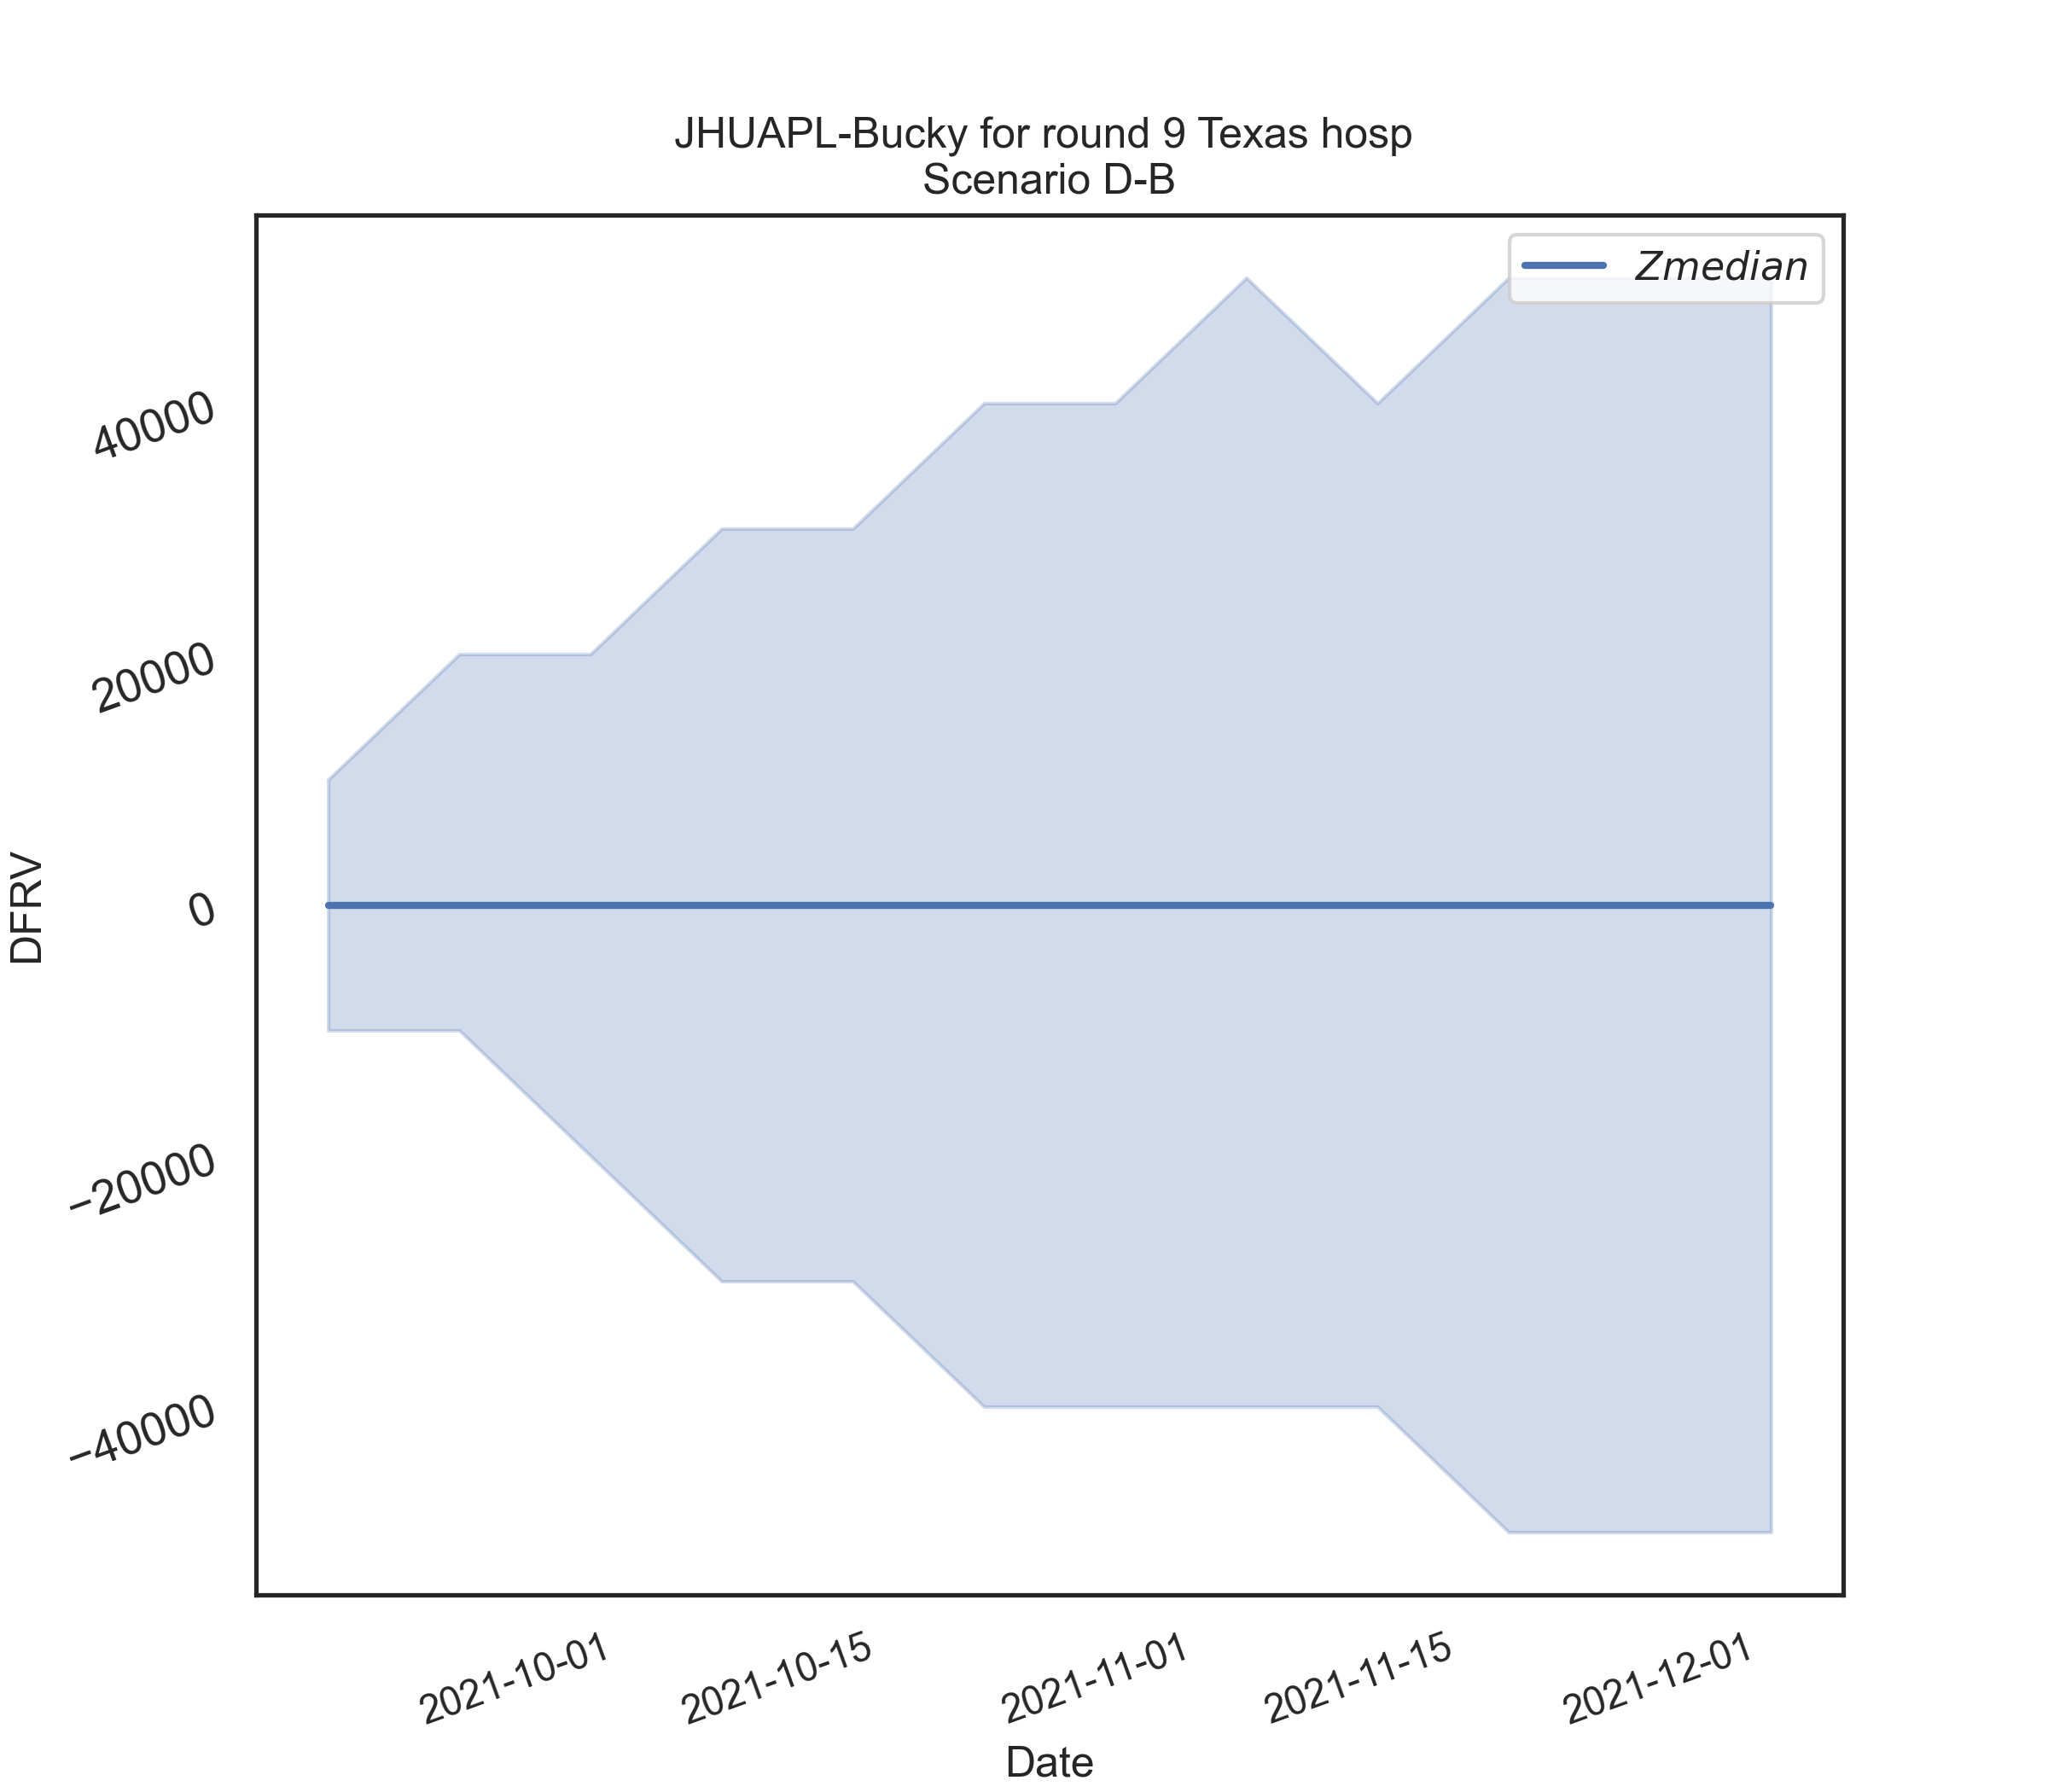 JHUAPL-Bucky for round 9 Texas hosp
Scenario D-B
Zmedian
40000
20000
0
−20000
−40000
DFRV
2021-10-01
2021-10-15
2021-11-01
2021-11-15
2021-12-01
Date